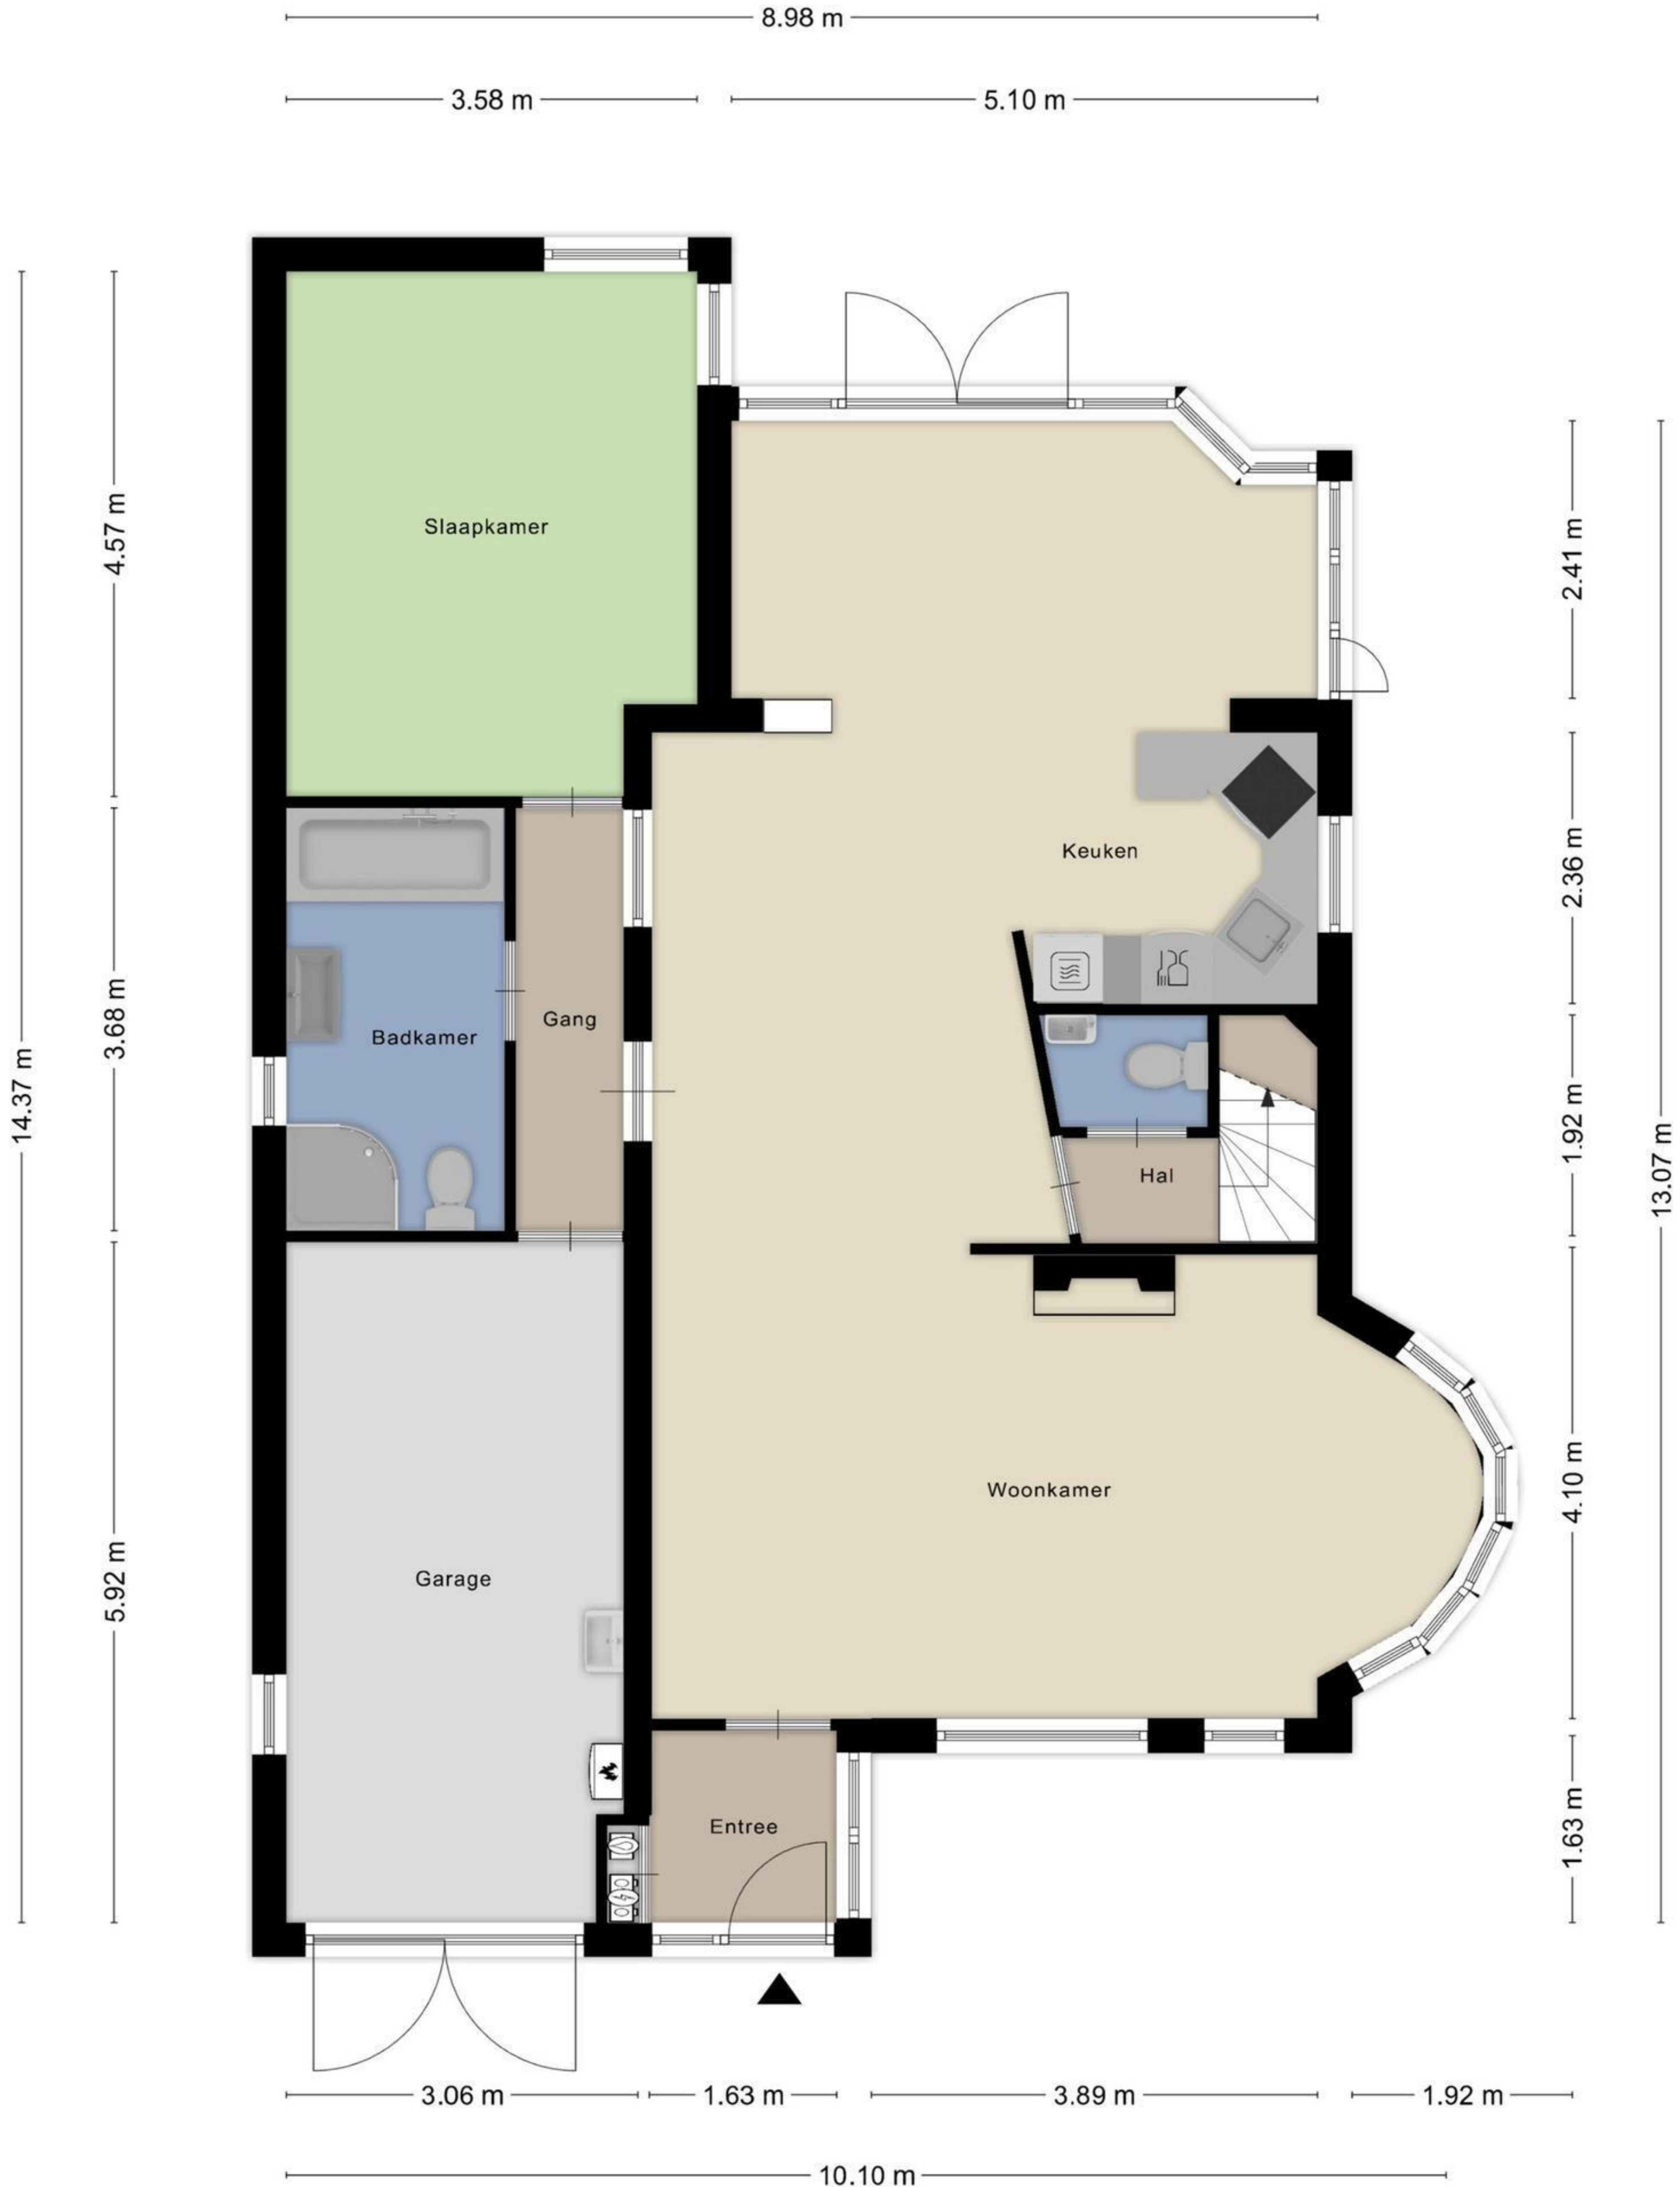 8.98 m
3.58 m
5.10 m
Slaapkamer
4.57 m
2.41 m
Keuken
2.36 m
Gang
Badkamer
3.68 m
14.37 m
1.92 m
Hal
13.07 m
Woonkamer
4.10 m
Garage
5.92 m
Entree
1.63 m
3.06 m
1.63 m
3.89 m
1.92 m
10.10 m